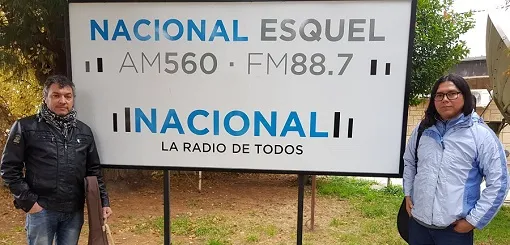 NACIONAL ESQUEL
AM560 · FM88.7
NACIONAL
LA RADIO DE TODOS